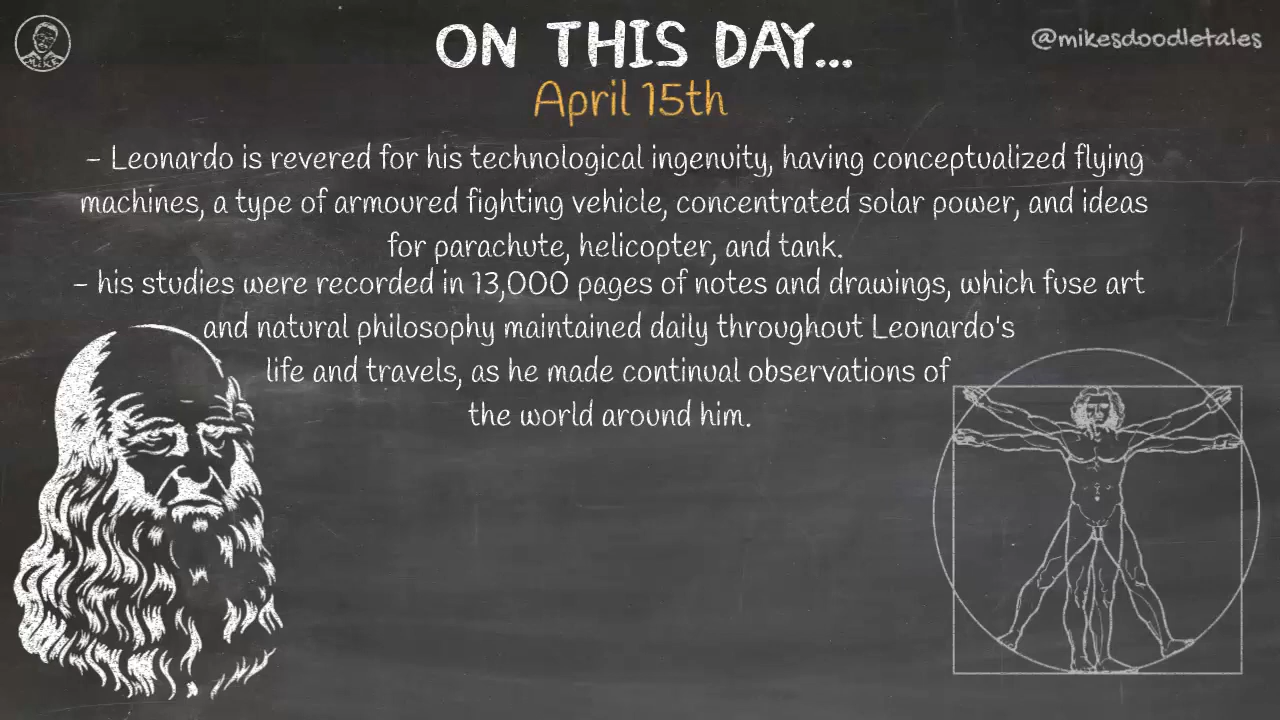 ON THIS DAY...
@mikesdoodletales
April 15th
- Leonardo is revered for his technological ingenuity, having conceptualized flying
machines, a type of armoured fighting vehicle, concentrated solar power, and ideas
for parachute, helicopter, and tank.
- his studies were recorded in 13,000 pages of notes and drawings, which fuse art
and natural philosophy maintained daily throughout Leonardo's
life and travels, as he made continual observations of
the world around him.
MIKE